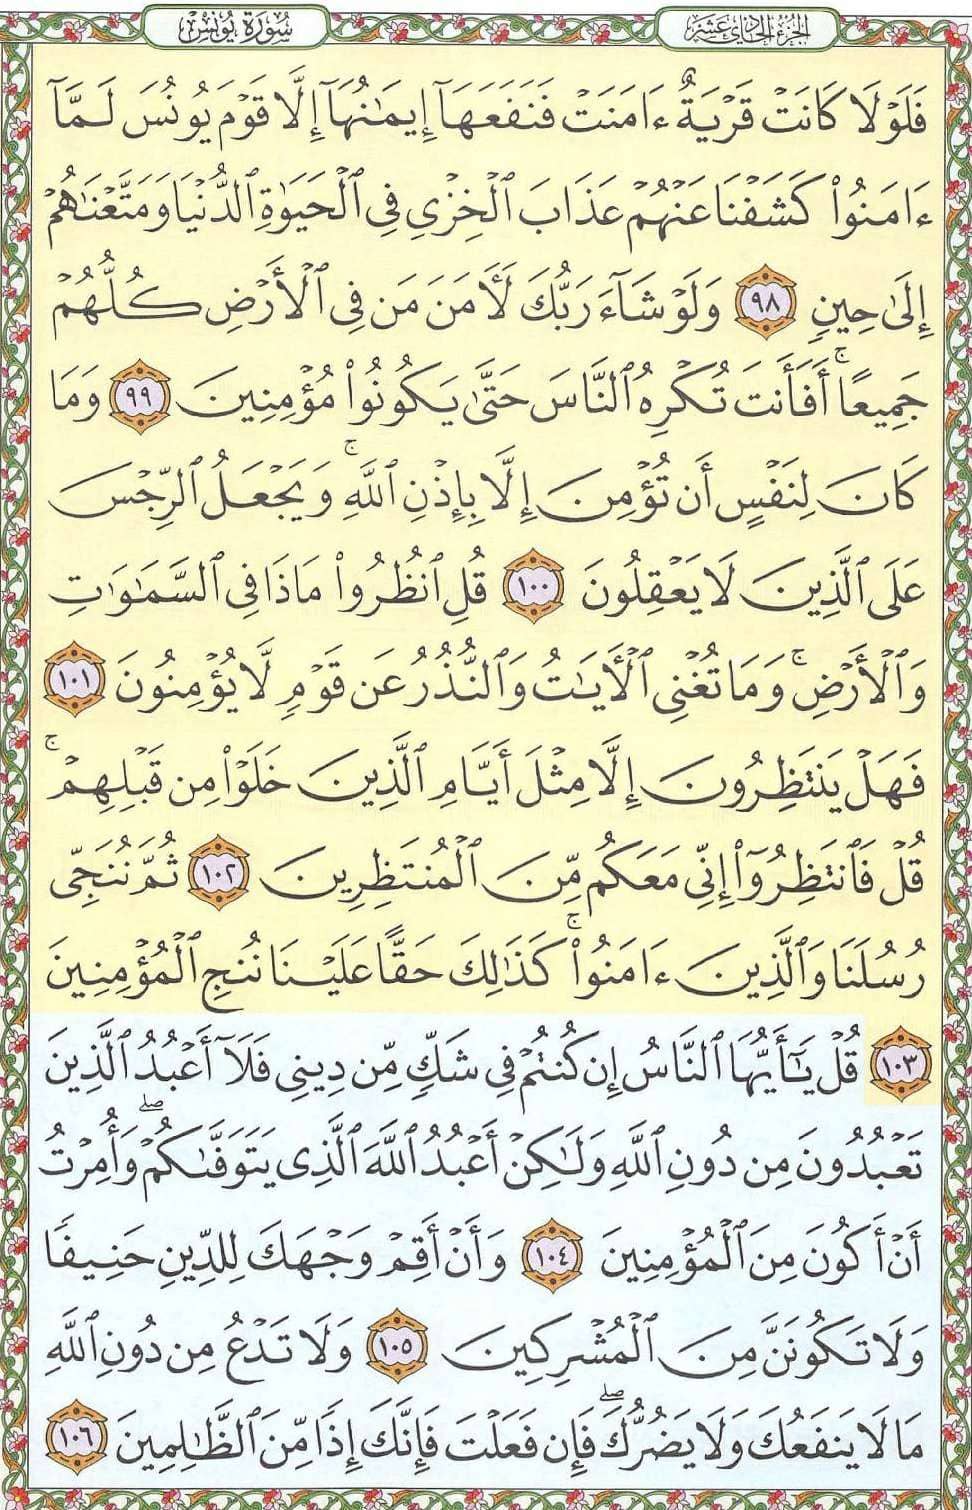 الجزء الحادي عشر
سورة يونس
فَلَوْلَا كَانَتْ قَرْيَةٌ ءَامَنَتْ فَنَفَعَهَآ إِيمَٰنُهَآ إِلَّا قَوْمَ يُونُسَ لَمَّآ
ءَامَنُوا۟ كَشَفْنَا عَنْهُمْ عَذَابَ ٱلْخِزْىِ فِى ٱلْحَيَوٰةِ ٱلدُّنْيَا وَمَتَّعْنَٰهُمْ
إِلَىٰ حِينٍ ٩٨ وَلَوْ شَآءَ رَبُّكَ لَءَامَنَ مَن فِى ٱلْأَرْضِ كُلُّهُمْ
جَمِيعًا ۚ أَفَأَنتَ تُكْرِهُ ٱلنَّاسَ حَتَّىٰ يَكُونُوا۟ مُؤْمِنِينَ ٩٩ وَمَا
كَانَ لِنَفْسٍ أَن تُؤْمِنَ إِلَّا بِإِذْنِ ٱللَّهِ ۚ وَيَجْعَلُ ٱلرِّجْسَ
عَلَى ٱلَّذِينَ لَا يَعْقِلُونَ ١٠٠ قُلِ ٱنظُرُوا۟ مَاذَا فِى ٱلسَّمَٰوَٰتِ
وَٱلْأَرْضِ ۚ وَمَا تُغْنِى ٱلْءَايَٰتُ وَٱلنُّذُرُ عَن قَوْمٍ لَّا يُؤْمِنُونَ ١٠١
فَهَلْ يَنتَظِرُونَ إِلَّا مِثْلَ أَيَّامِ ٱلَّذِينَ خَلَوْا۟ مِن قَبْلِهِمْ ۚ
قُلْ فَٱنتَظِرُوٓا۟ إِنِّى مَعَكُم مِّنَ ٱلْمُنتَظِرِينَ ١٠٢ ثُمَّ نُنَجِّى
رُسُلَنَا وَٱلَّذِينَ ءَامَنُوا۟ ۚ كَذَٰلِكَ حَقًّا عَلَيْنَا نُنجِ ٱلْمُؤْمِنِينَ
١٠٣ قُلْ يَٰٓأَيُّهَا ٱلنَّاسُ إِن كُنتُمْ فِى شَكٍّ مِّن دِينِى فَلَآ أَعْبُدُ ٱلَّذِينَ
تَعْبُدُونَ مِن دُونِ ٱللَّهِ وَلَٰكِنْ أَعْبُدُ ٱللَّهَ ٱلَّذِى يَتَوَفَّىٰكُمْ ۖ وَأُمِرْتُ
أَنْ أَكُونَ مِنَ ٱلْمُؤْمِنِينَ ١٠٤ وَأَنْ أَقِمْ وَجْهَكَ لِلدِّينِ حَنِيفًا
وَلَا تَكُونَنَّ مِنَ ٱلْمُشْرِكِينَ ١٠٥ وَلَا تَدْعُ مِن دُونِ ٱللَّهِ
مَا لَا يَنفَعُكَ وَلَا يَضُرُّكَ ۖ فَإِن فَعَلْتَ فَإِنَّكَ إِذًا مِّنَ ٱلظَّٰلِمِينَ ١٠٦